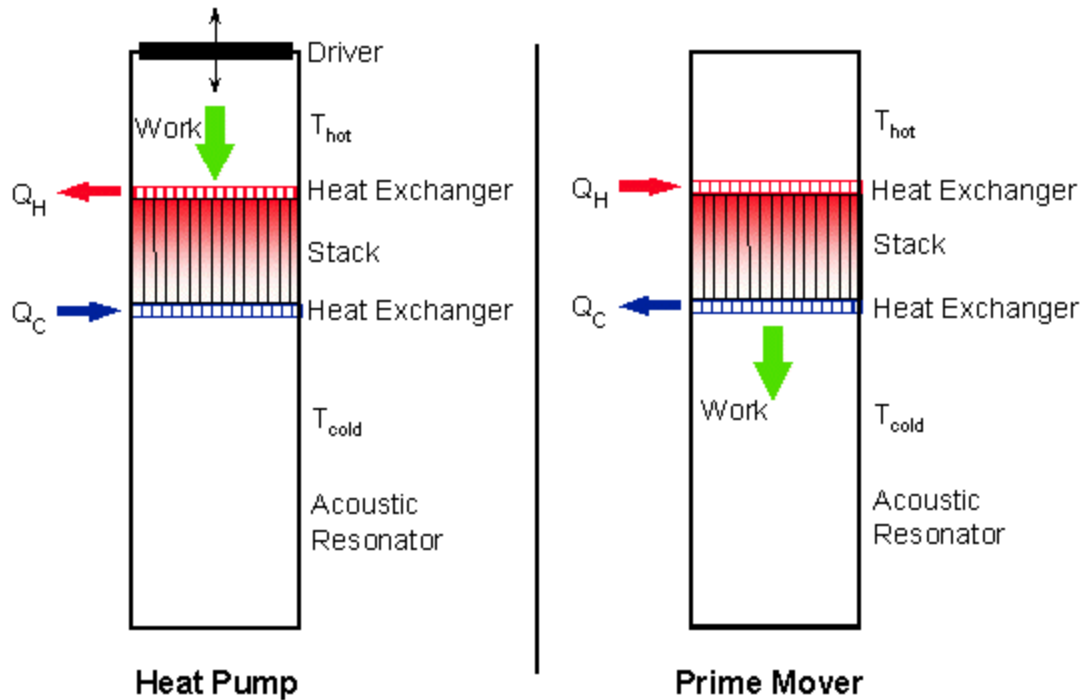 Driver
Work
T_hot
Q_H
Heat Exchanger
Stack
Q_C
Heat Exchanger
T_cold
Acoustic
Resonator
Heat Pump
T_hot
Q_H
Heat Exchanger
Stack
Q_C
Heat Exchanger
Work
T_cold
Acoustic
Resonator
Prime Mover